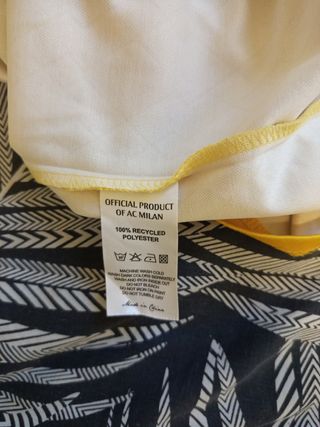 OFFICIAL PRODUCT
OF AC MILAN
100% RECYCLED
POLYESTER
MACHINE WASH COLD
WASH DARK COLORS SEPARATELY
WASH AND IRON INSIDE OUT
DO NOT BLEACH
DO NOT IRON ON PRINT
DO NOT TUMBLE DRY
Made in China